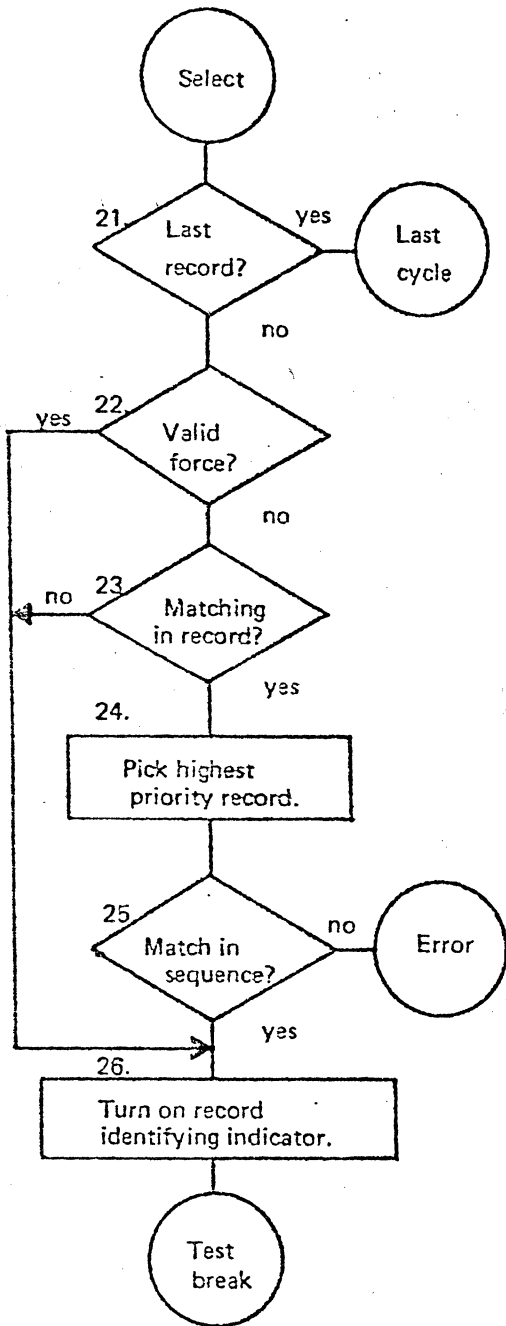 Select
21.
yes
Last
record?
Last
cycle
no
22.
yes
Valid
force?
no
23
no
Matching
in record?
yes
24.
Pick highest
priority record.
25
no
Match in
sequence?
Error
yes
26.
Turn on record
identifying indicator.
Test
break